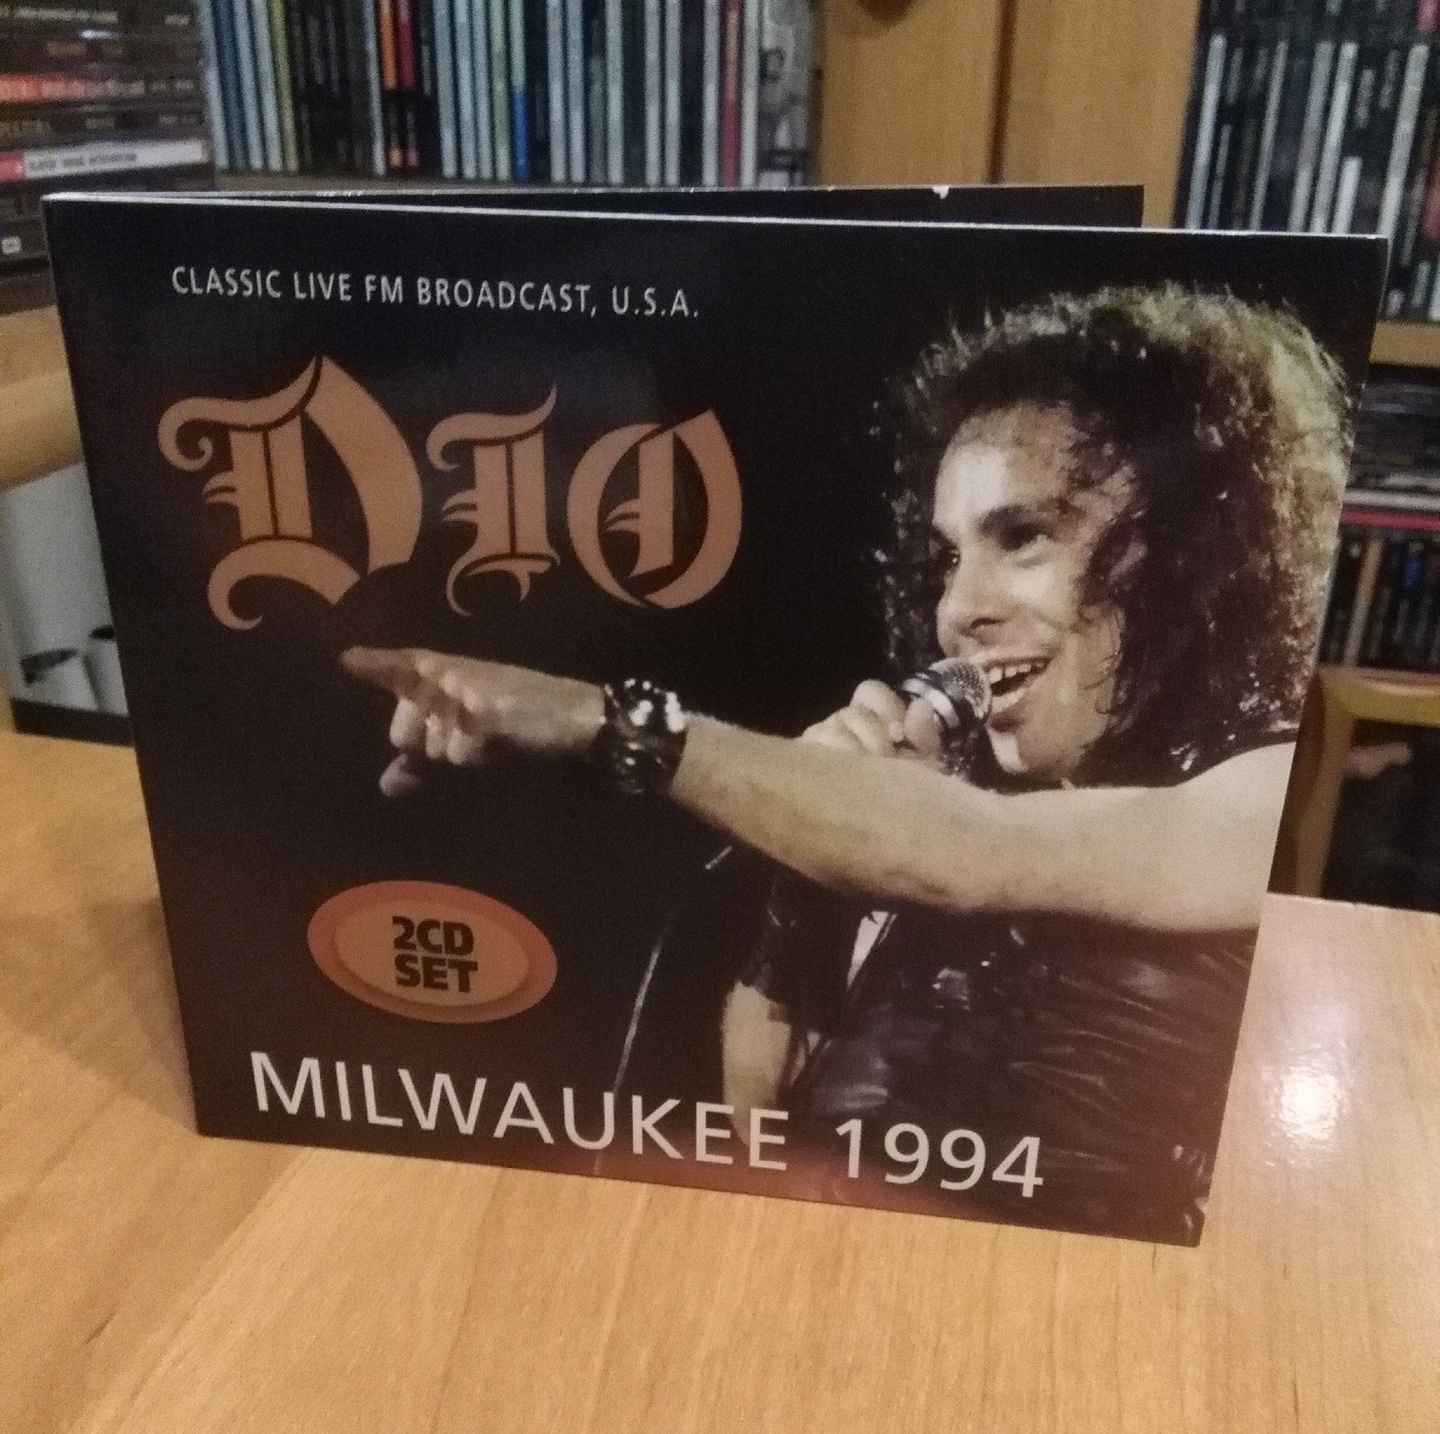 CLASSIC LIVE FM BROADCAST, U.S.A.
DIO
2CD
SET
MILWAUKEE 1994